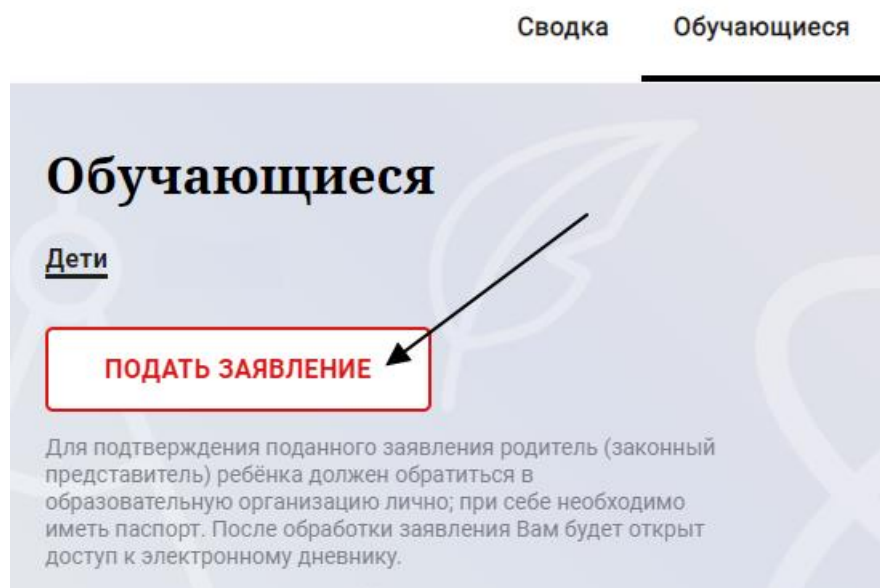 Сводка Обучающиеся
Обучающиеся
Дети
ПОДАТЬ ЗАЯВЛЕНИЕ
Для подтверждения поданного заявления родитель (законный
представитель) ребёнка должен обратиться в
образовательную организацию лично; при себе необходимо
иметь паспорт. После обработки заявления Вам будет открыт
доступ к электронному дневнику.